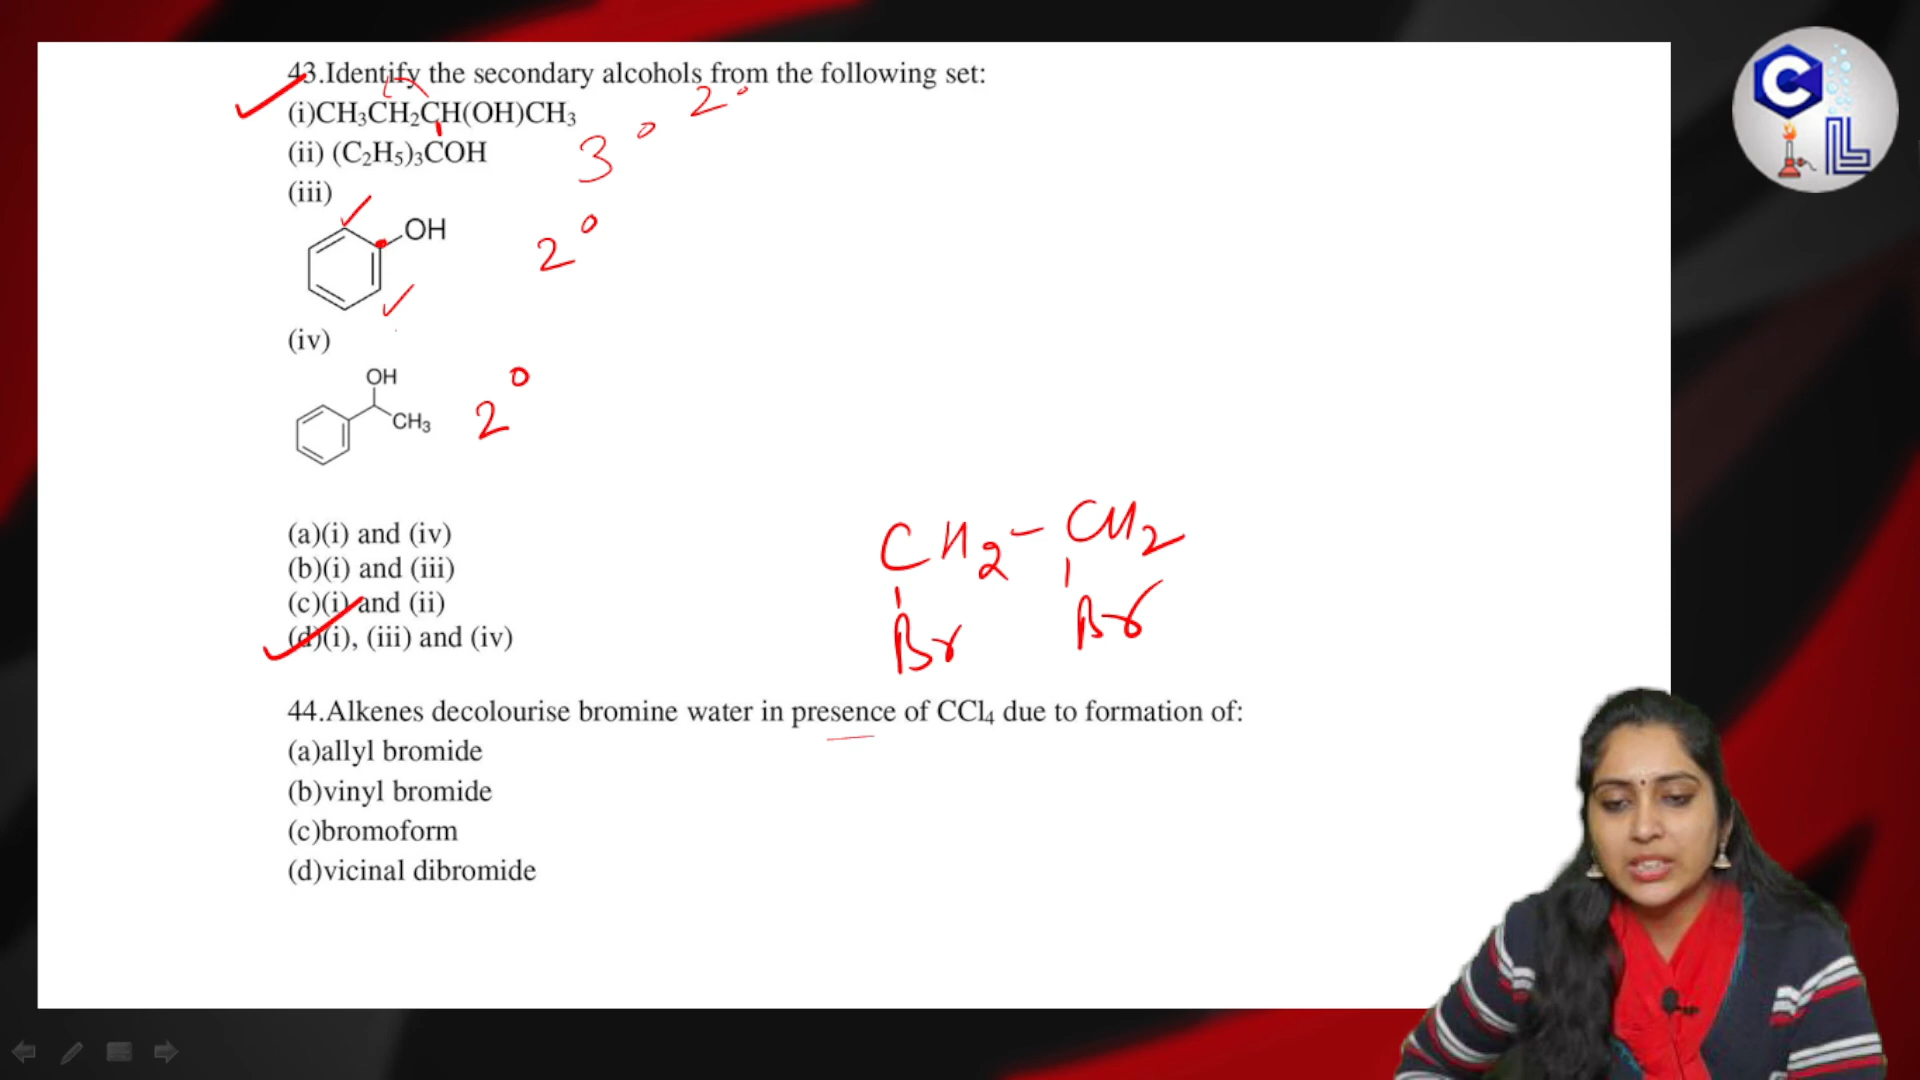 43.Identify the secondary alcohols from the following set:
(i)CH₃CH₂CH(OH)CH₃ 2°
(ii) (C₂H₅)₃COH 3°
(iii)
OH
2°
(iv)
OH
CH₃
2°
(a)(i) and (iv)
(b)(i) and (iii)
(c)(i) and (ii)
(d)(i), (iii) and (iv)
CH₂-CH₂
Br Br
44.Alkenes decolourise bromine water in presence of CCl₄ due to formation of:
(a)allyl bromide
(b)vinyl bromide
(c)bromoform
(d)vicinal dibromide
C
L